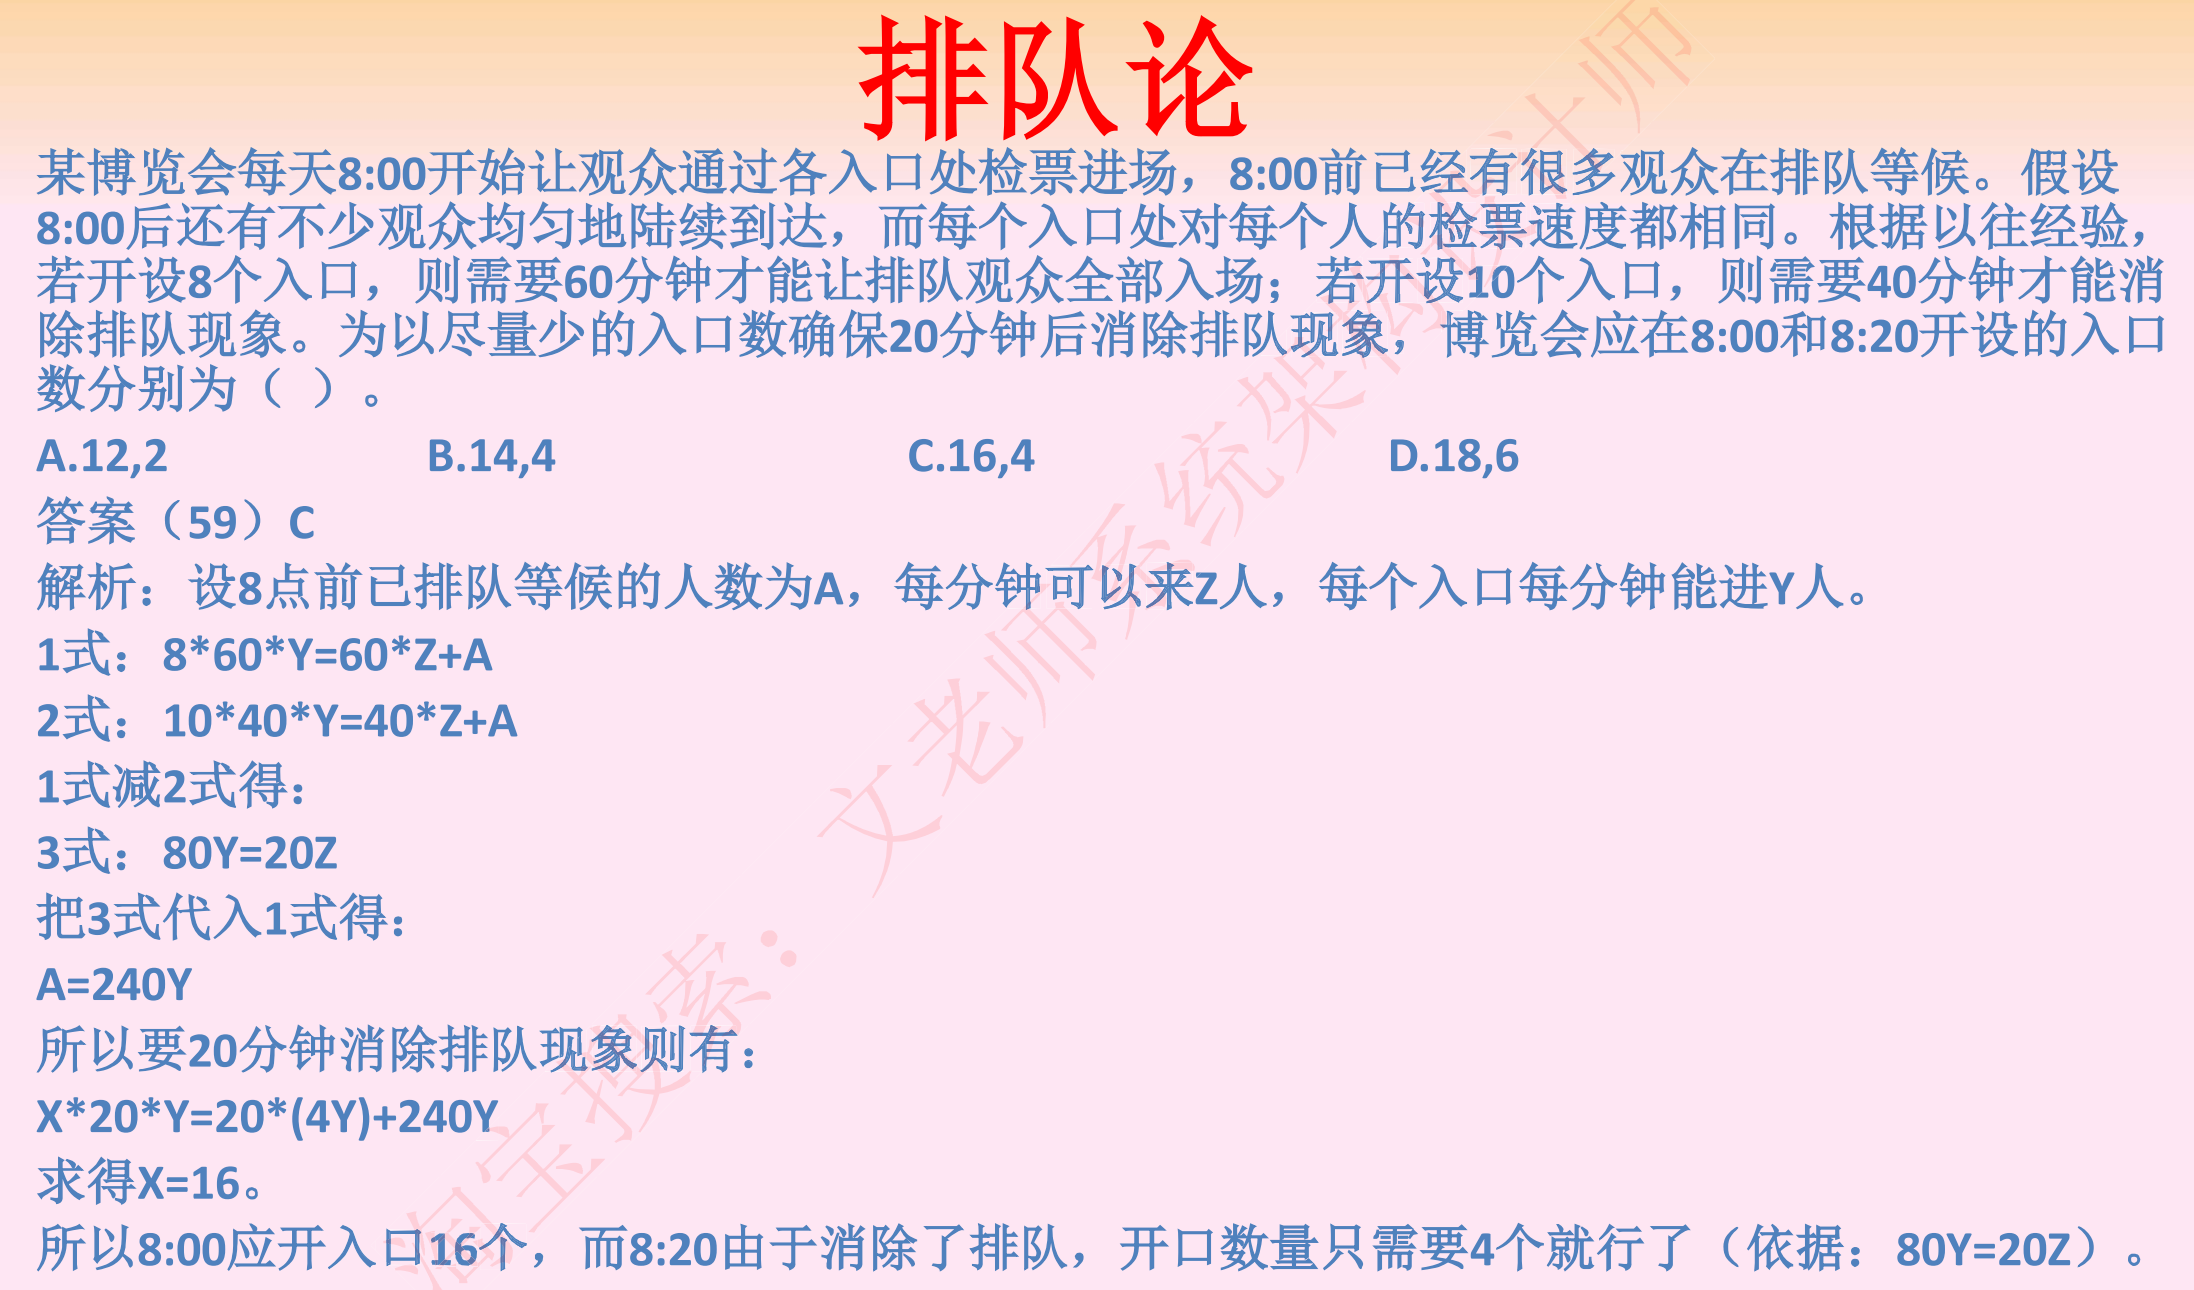 排队论
某博览会每天8:00开始让观众通过各入口处检票进场，8:00前已经有很多观众在排队等候。假设
8:00后还有不少观众均匀地陆续到达，而每个入口处对每个人的检票速度都相同。根据以往经验，
若开设8个入口，则需要60分钟才能让排队观众全部入场；若开设10个入口，则需要40分钟才能消
除排队现象。为以尽量少的入口数确保20分钟后消除排队现象，博览会应在8:00和8:20开设的入口
数分别为（ ）。
A.12,2 B.14,4 C.16,4 D.18,6
答案（59）C
解析：设8点前已排队等候的人数为A，每分钟可以来Z人，每个入口每分钟能进Y人。
1式：8*60*Y=60*Z+A
2式：10*40*Y=40*Z+A
1式减2式得：
3式：80Y=20Z
把3式代入1式得：
A=240Y
所以要20分钟消除排队现象则有：
X*20*Y=20*(4Y)+240Y
求得X=16。
所以8:00应开入口16个，而8:20由于消除了排队，开口数量只需要4个就行了（依据：80Y=20Z）。
淘宝搜索：文老师系统架构设计师